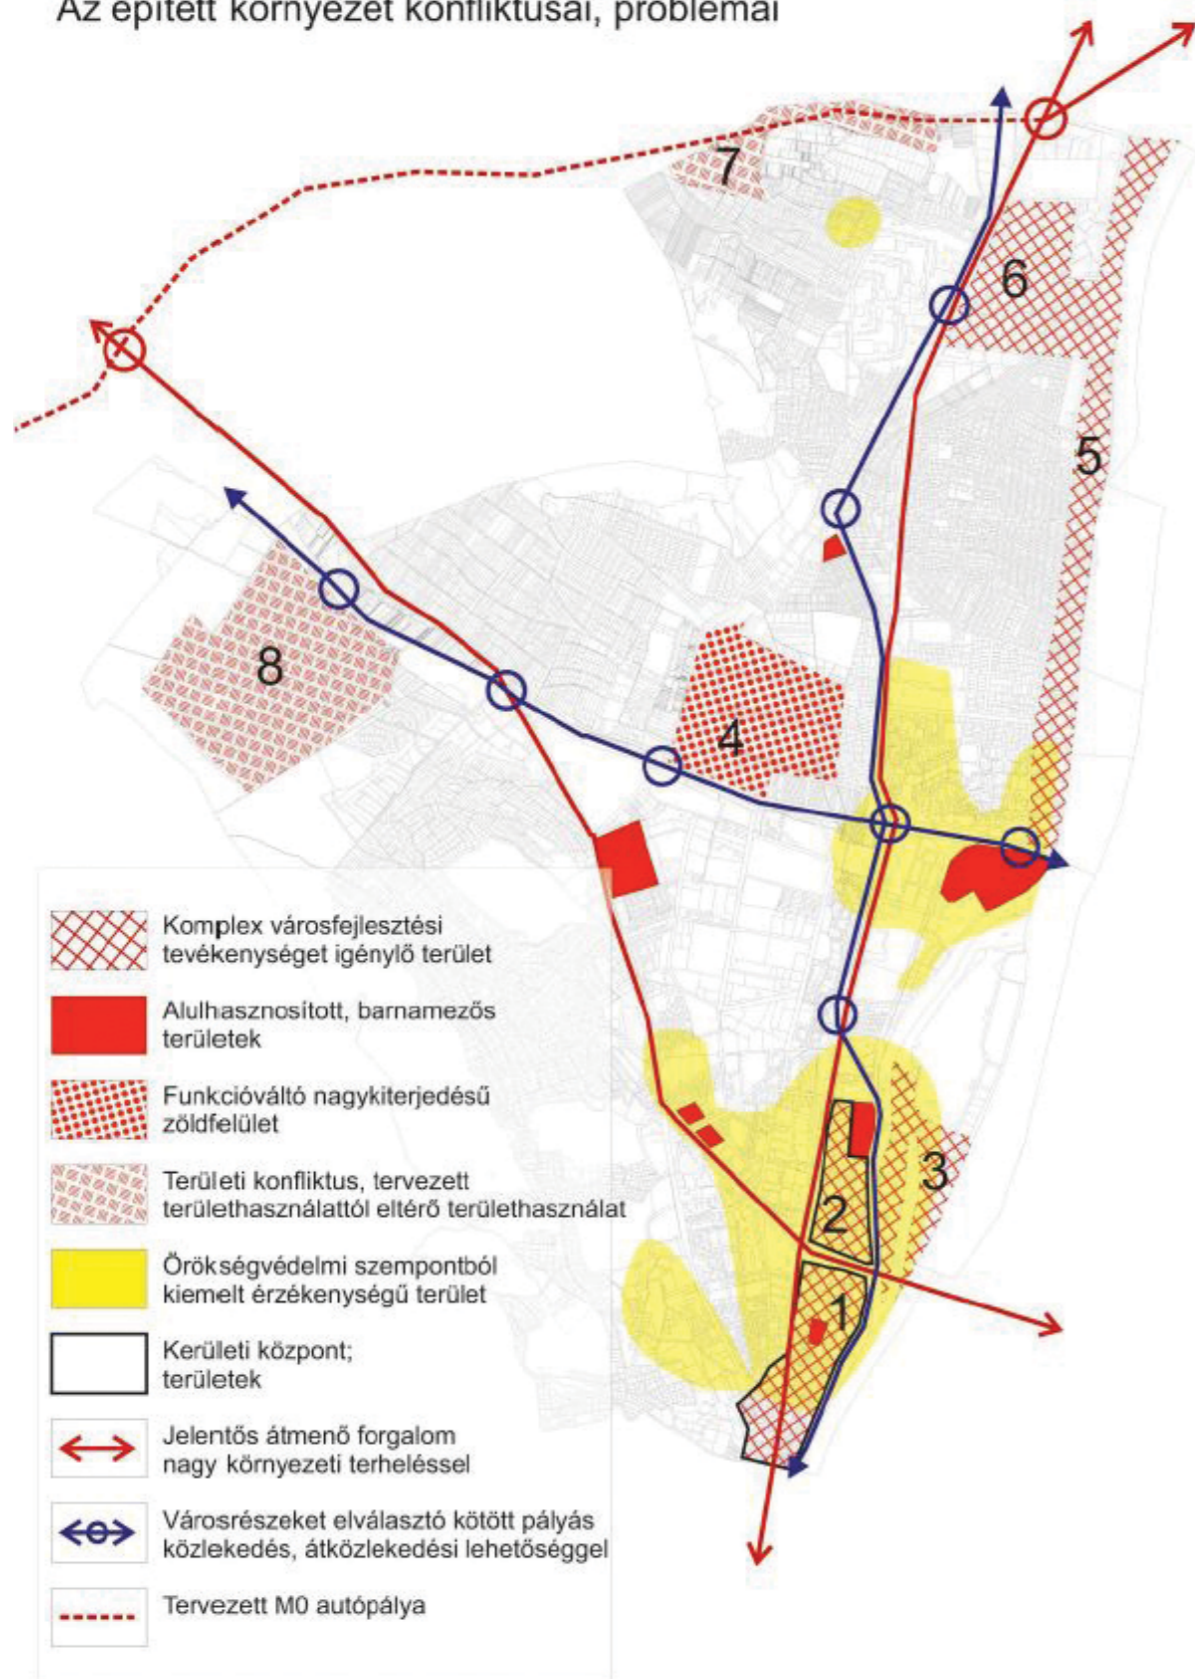 Az épített környezet konfliktusai, problémái
7
6
5
8
4
3
2
1
Komplex városfejlesztési
tevékenységet igénylő terület
Alulhasznosított, barnamezős
területek
Funkcióváltó nagykiterjedésű
zöldfelület
Területi konfliktus, tervezett
területhasználattól eltérő területhasználat
Örökségvédelmi szempontból
kiemelt érzékenységű terület
Kerületi központ;
területek
Jelentős átmenő forgalom
nagy környezeti terheléssel
Városrészeket elválasztó kötött pályás
közlekedés, átközlekedési lehetőséggel
Tervezett M0 autópálya